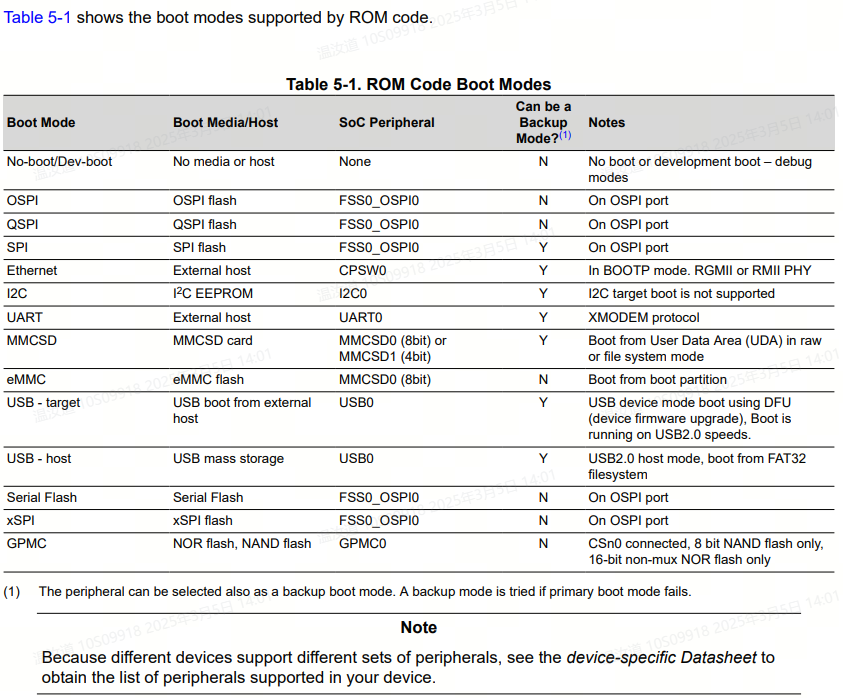 Table 5-1 shows the boot modes supported by ROM code.
Table 5-1. ROM Code Boot Modes
Boot Mode Boot Media/Host SoC Peripheral Can be a Backup Mode?(1) Notes
No-boot/Dev-boot No media or host None N No boot or development boot – debug
modes
OSPI OSPI flash FSS0_OSPI0 N On OSPI port
QSPI QSPI flash FSS0_OSPI0 N On OSPI port
SPI SPI flash FSS0_OSPI0 Y On OSPI port
Ethernet External host CPSW0 Y In BOOTP mode. RGMII or RMII PHY
I2C I²C EEPROM I2C0 Y I2C target boot is not supported
UART External host UART0 Y XMODEM protocol
MMCSD MMCSD card MMCSD0 (8bit) or Y Boot from User Data Area (UDA) in raw
MMCSD1 (4bit) or file system mode
eMMC eMMC flash MMCSD0 (8bit) N Boot from boot partition
USB - target USB boot from external USB0 Y USB device mode boot using DFU
host (device firmware upgrade), Boot is
running on USB2.0 speeds.
USB - host USB mass storage USB0 Y USB2.0 host mode, boot from FAT32
filesystem
Serial Flash Serial Flash FSS0_OSPI0 N On OSPI port
xSPI xSPI flash FSS0_OSPI0 N On OSPI port
GPMC NOR flash, NAND flash GPMC0 N CSn0 connected, 8 bit NAND flash only,
16-bit non-mux NOR flash only
(1) The peripheral can be selected also as a backup boot mode. A backup mode is tried if primary boot mode fails.
Note
Because different devices support different sets of peripherals, see the device-specific Datasheet to
obtain the list of peripherals supported in your device.